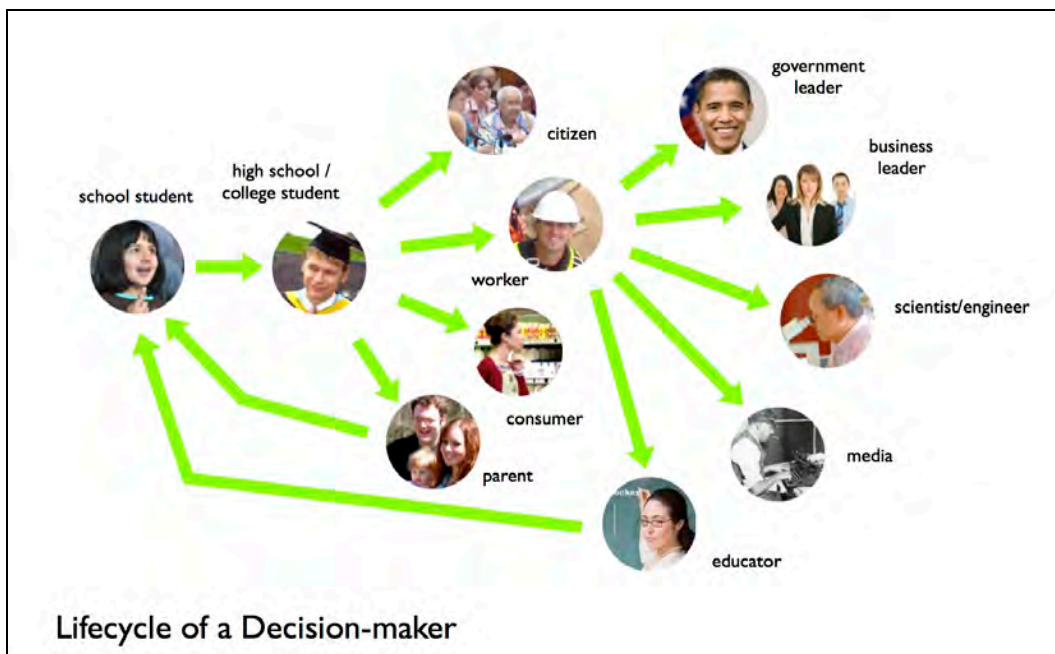 government
leader
citizen
business
leader
high school /
college student
school student
worker
scientist/engineer
consumer
media
parent
educator
Lifecycle of a Decision-maker